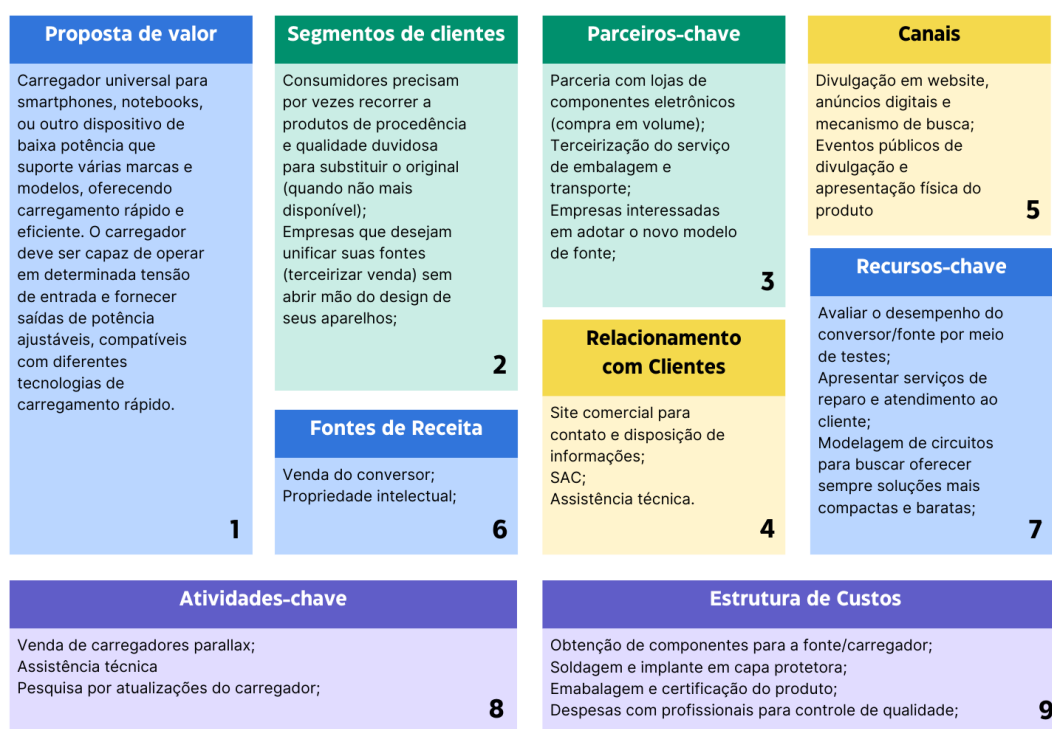 Proposta de valor
Carregador universal para
smartphones, notebooks,
ou outro dispositivo de
baixa potência que
suporte várias marcas e
modelos, oferecendo
carregamento rápido e
eficiente. O carregador
deve ser capaz de operar
em determinada tensão
de entrada e fornecer
saídas de potência
ajustáveis, compatíveis
com diferentes
tecnologias de
carregamento rápido.
1
Segmentos de clientes
Consumidores precisam
por vezes recorrer a
produtos de procedência
e qualidade duvidosa
para substituir o original
(quando não mais
disponível);
Empresas que desejam
unificar suas fontes
(terceirizar venda) sem
abrir mão do design de
seus aparelhos;
2
Parceiros-chave
Parceria com lojas de
componentes eletrônicos
(compra em volume);
Terceirização do serviço
de embalagem e
transporte;
Empresas interessadas
em adotar o novo modelo
de fonte;
3
Relacionamento
com Clientes
Site comercial para
contato e disposição de
informações;
SAC;
Assistência técnica.
4
Canais
Divulgação em website,
anúncios digitais e
mecanismo de busca;
Eventos públicos de
divulgação e
apresentação física do
produto
5
Fontes de Receita
Venda do conversor;
Propriedade intelectual;
6
Recursos-chave
Avaliar o desempenho do
conversor/fonte por meio
de testes;
Apresentar serviços de
reparo e atendimento ao
cliente;
Modelagem de circuitos
para buscar oferecer
sempre soluções mais
compactas e baratas;
7
Atividades-chave
Venda de carregadores parallax;
Assistência técnica
Pesquisa por atualizações do carregador;
8
Estrutura de Custos
Obtenção de componentes para a fonte/carregador;
Soldagem e implante em capa protetora;
Emabalagem e certificação do produto;
Despesas com profissionais para controle de qualidade;
9